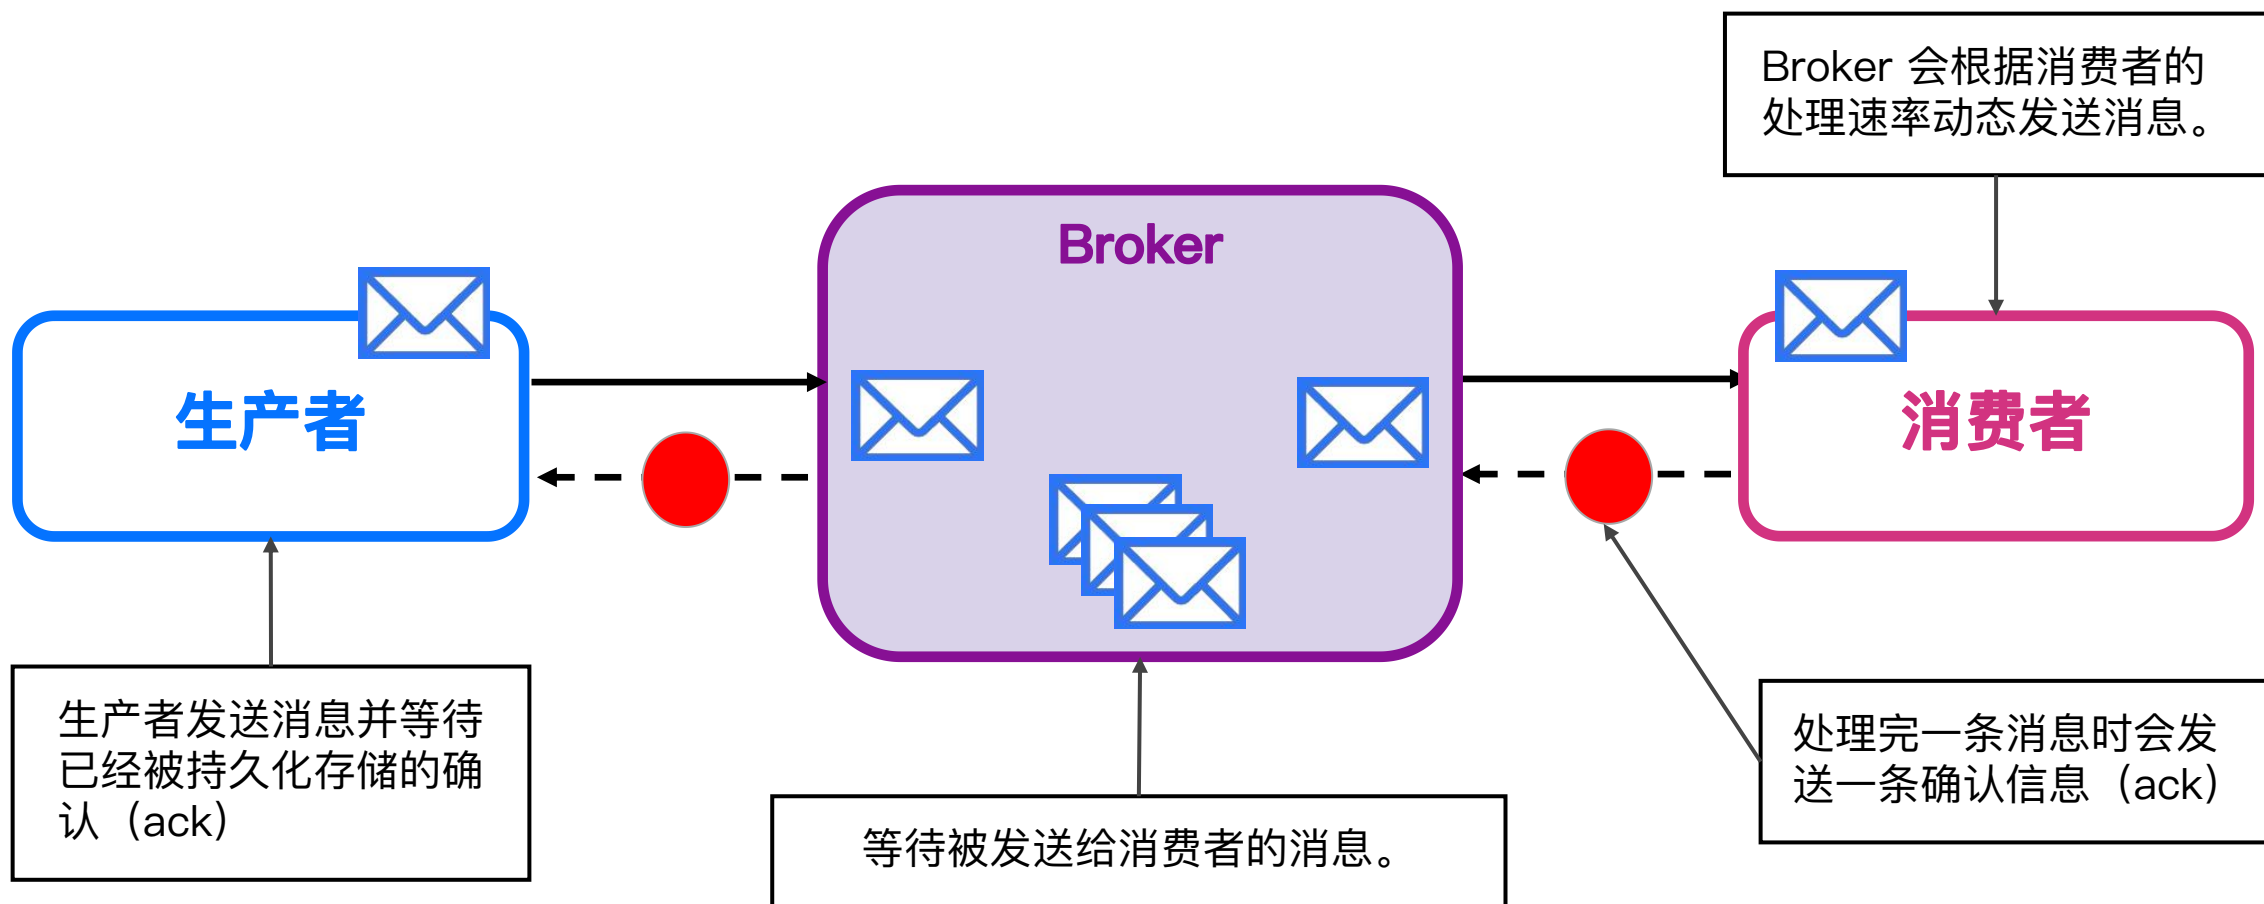 Broker 会根据消费者的
处理速率动态发送消息。
Broker
生产者
消费者
生产者发送消息并等待
已经被持久化存储的确
认（ack）
等待被发送给消费者的消息。
处理完一条消息时会发
送一条确认信息（ack）